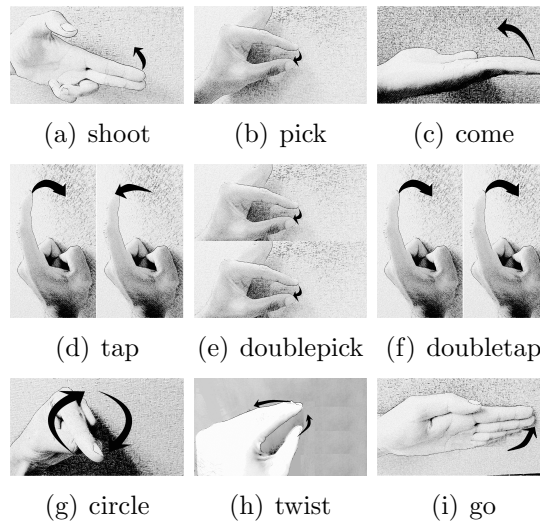 (a) shoot
(b) pick
(c) come
(d) tap
(e) doublepick
(f) doubletap
(g) circle
(h) twist
(i) go